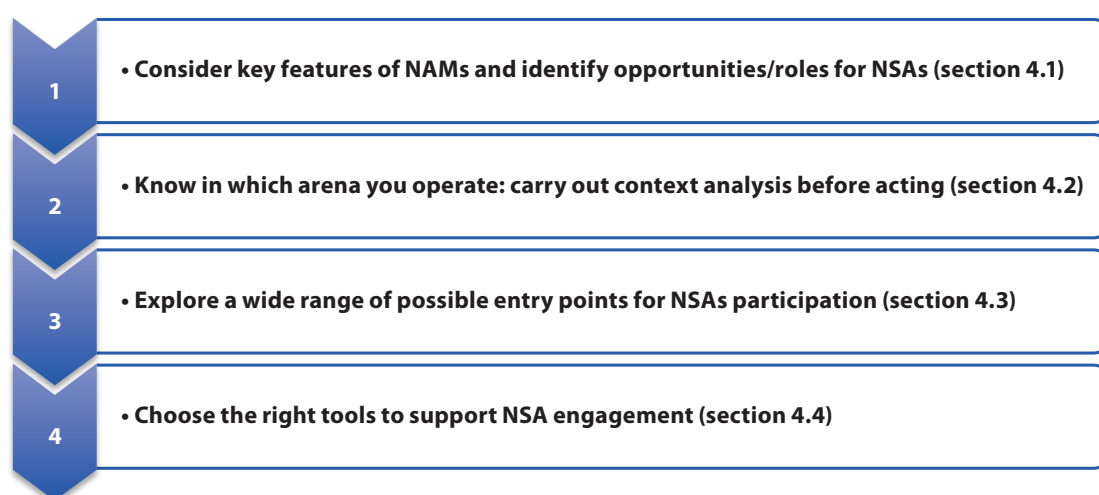 1
• Consider key features of NAMs and identify opportunities/roles for NSAs (section 4.1)
2
• Know in which arena you operate: carry out context analysis before acting (section 4.2)
3
• Explore a wide range of possible entry points for NSAs participation (section 4.3)
4
• Choose the right tools to support NSA engagement (section 4.4)